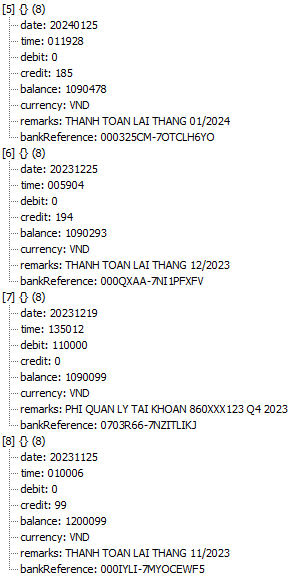 [5] {} (8)
date: 20240125
time: 011928
debit: 0
credit: 185
balance: 1090478
currency: VND
remarks: THANH TOAN LAI THANG 01/2024
bankReference: 000325CM-7OTCLH6YO
[6] {} (8)
date: 20231225
time: 005904
debit: 0
credit: 194
balance: 1090293
currency: VND
remarks: THANH TOAN LAI THANG 12/2023
bankReference: 000QXAA-7NI1PFXFV
[7] {} (8)
date: 20231219
time: 135012
debit: 110000
credit: 0
balance: 1090099
currency: VND
remarks: PHI QUAN LY TAI KHOAN 860XXX123 Q4 2023
bankReference: 0703R66-7NZITLIKJ
[8] {} (8)
date: 20231125
time: 010006
debit: 0
credit: 99
balance: 1200099
currency: VND
remarks: THANH TOAN LAI THANG 11/2023
bankReference: 000IYLI-7MYOCEWF5